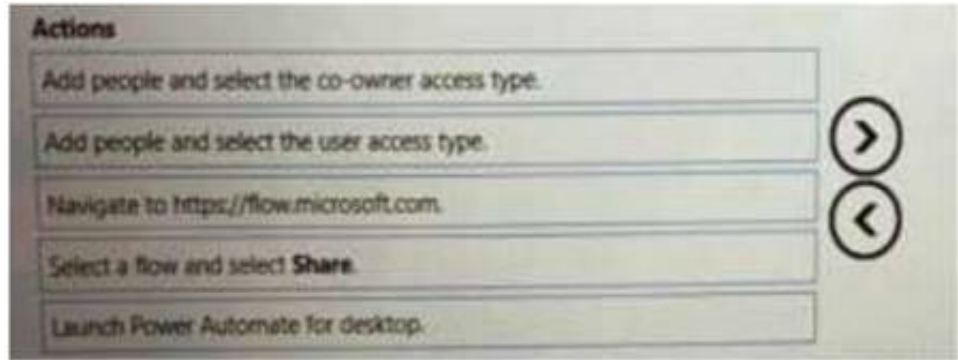 Actions
Add people and select the co-owner access type.
Add people and select the user access type.
Navigate to https://flow.microsoft.com.
Select a flow and select Share.
Launch Power Automate for desktop.